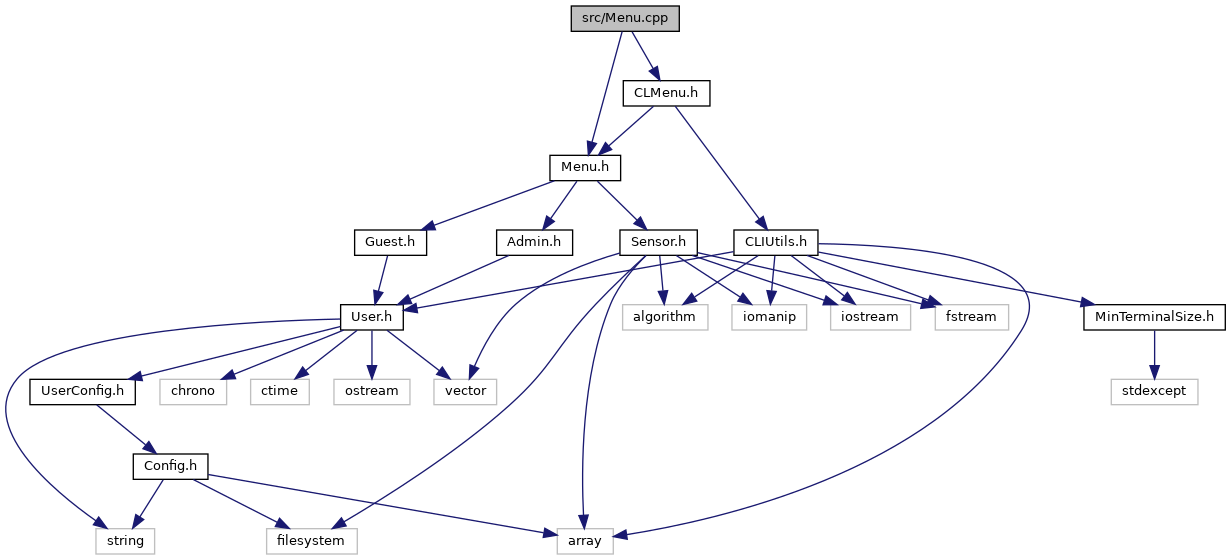 src/Menu.cpp
CLMenu.h
Menu.h
Guest.h
Admin.h
Sensor.h
CLIUtils.h
User.h
algorithm
iomanip
iostream
fstream
MinTerminalSize.h
UserConfig.h
chrono
ctime
ostream
vector
stdexcept
Config.h
string
filesystem
array